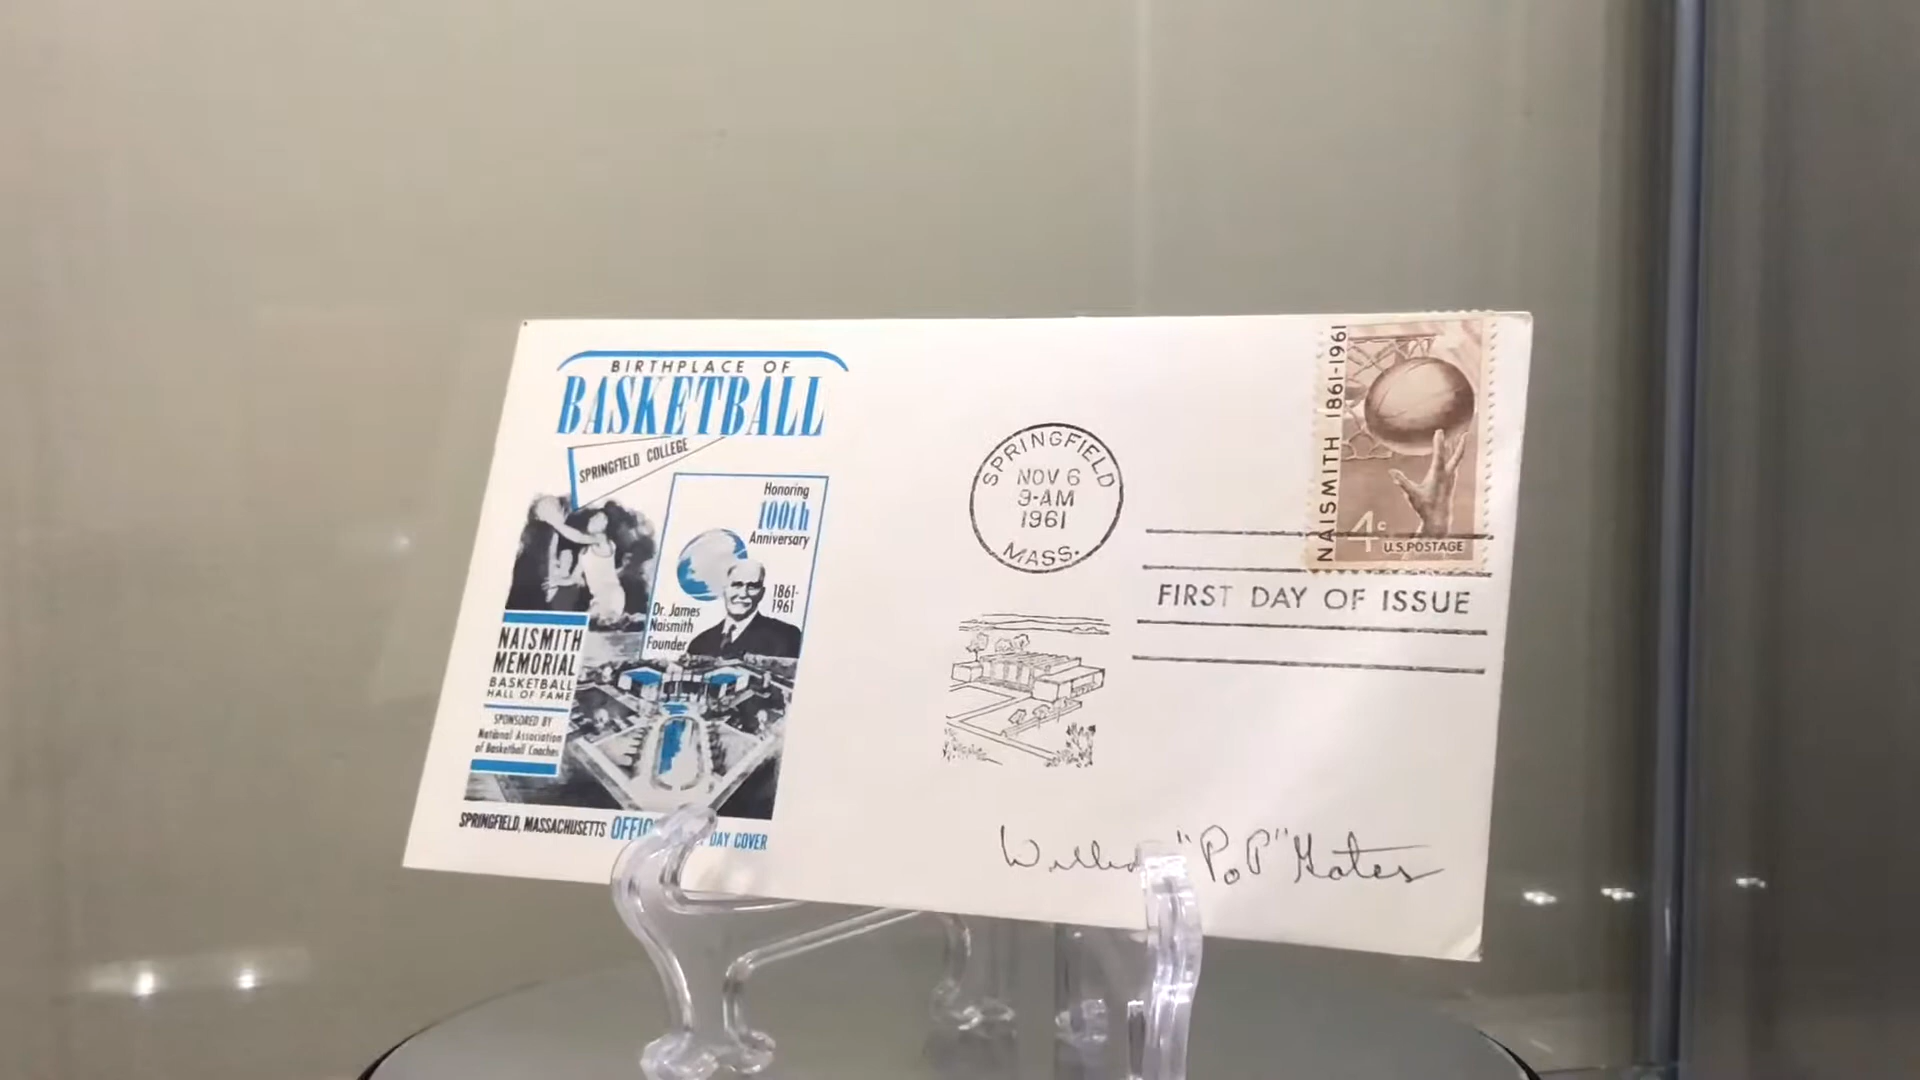 BIRTHPLACE OF
BASKETBALL
SPRINGFIELD COLLEGE
Honoring
100th
Anniversary
1861-
1961
Dr. James
Naismith
Founder
NAISMITH
MEMORIAL
BASKETBALL
HALL OF FAME
SPONSORED BY
National Association
of Basketball Coaches
SPRINGFIELD, MASSACHUSETTS DAY COVER
SPRINGFIELD
NOV 6
9-AM
1961
MASS.
NAISMITH 1861-1961
4c
U.S. POSTAGE
FIRST DAY OF ISSUE
"PoP" Gates